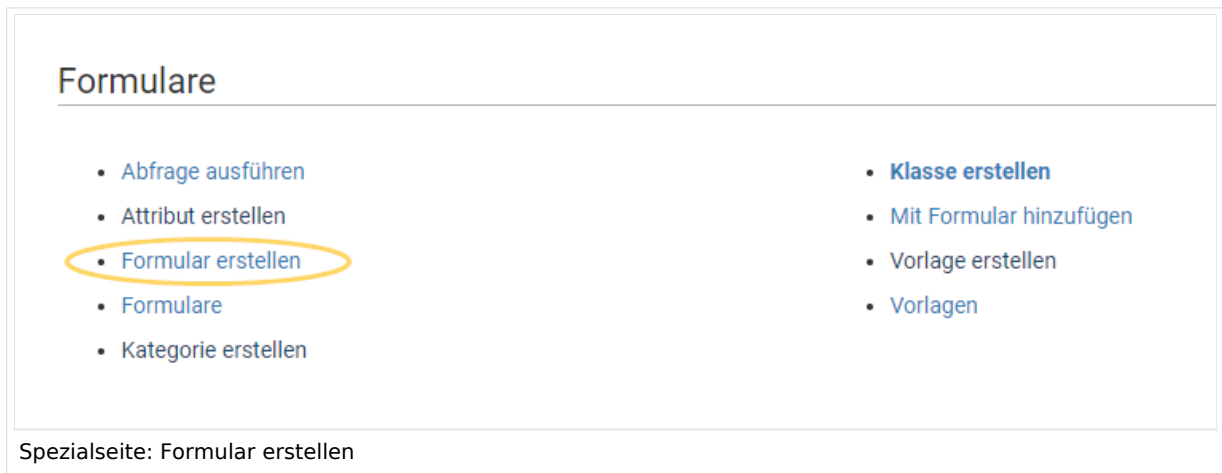 Formulare
Abfrage ausführen
Attribut erstellen
Formular erstellen
Formulare
Kategorie erstellen
Klasse erstellen
Mit Formular hinzufügen
Vorlage erstellen
Vorlagen
Spezialseite: Formular erstellen